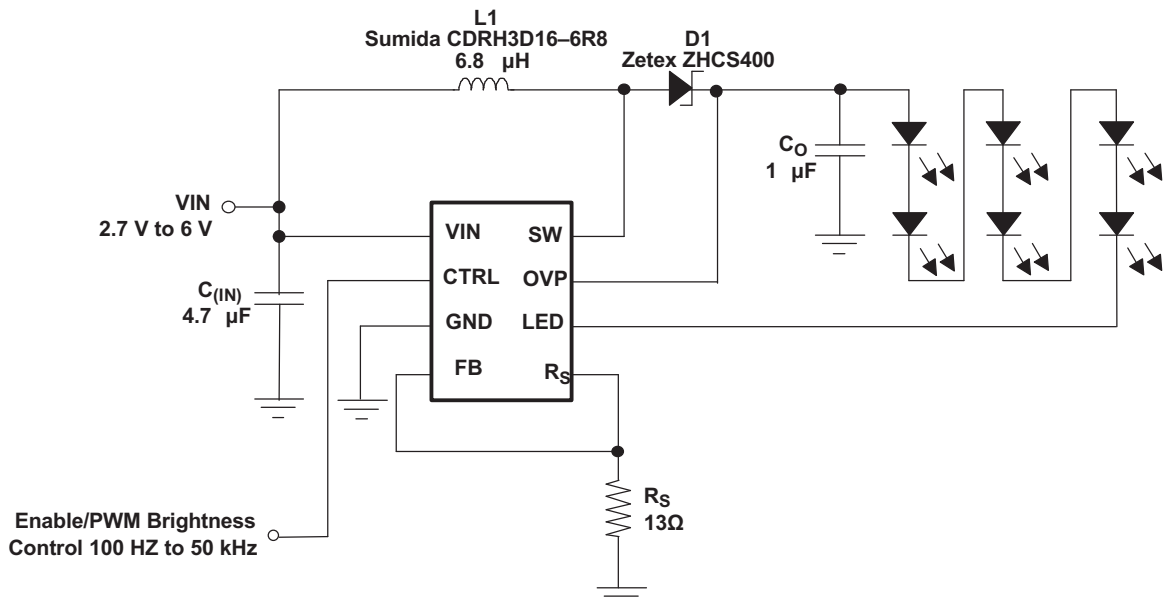 L1
Sumida CDRH3D16–6R8
6.8 µH
D1
Zetex ZHCS400
CO
1 µF
VIN
2.7 V to 6 V
C(IN)
4.7 µF
VIN
SW
CTRL
OVP
GND
LED
FB
RS
RS
13Ω
Enable/PWM Brightness
Control 100 HZ to 50 kHz